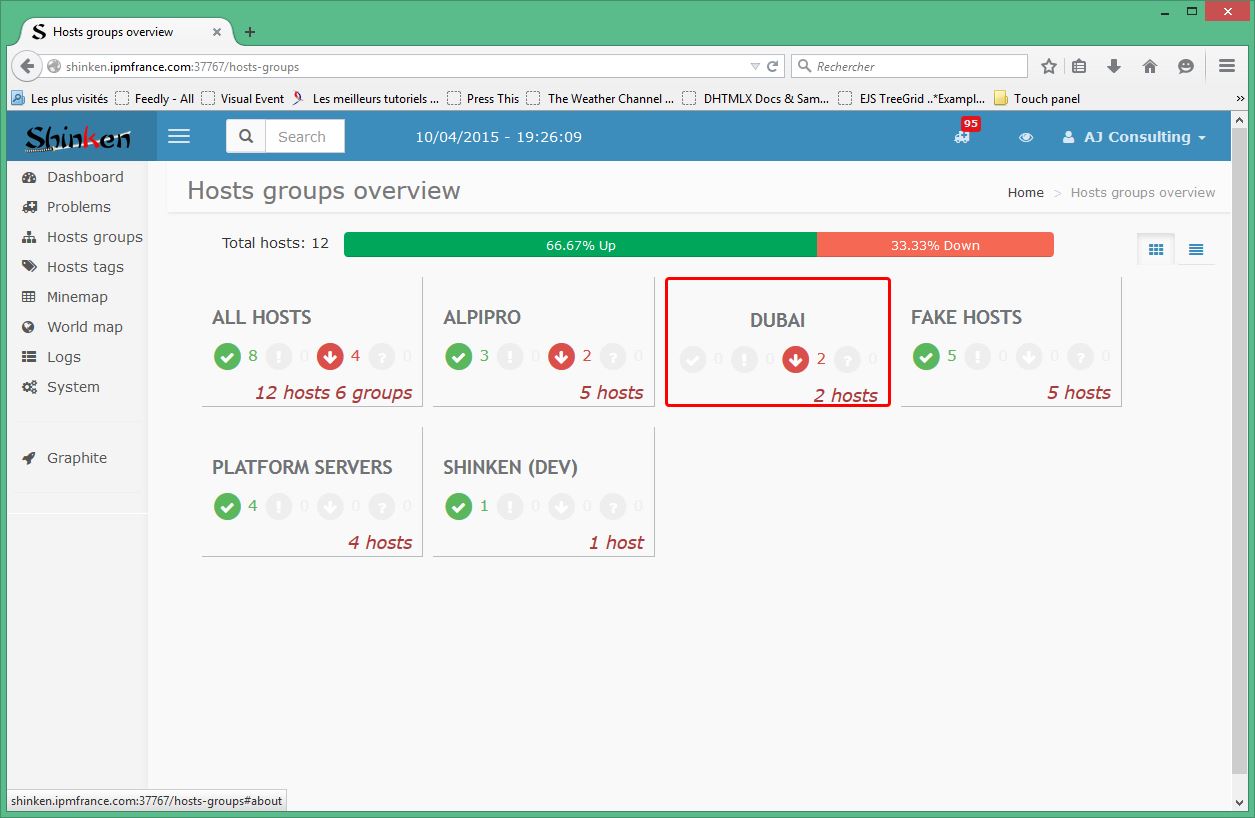 Hosts groups overview
shinken.ipmfrance.com:37767/hosts-groups
Rechercher
Les plus visités Feedly - All Visual Event Les meilleurs tutoriels ... Press This The Weather Channel ... DHTMLX Docs & Sam... EJS TreeGrid ..*Exampl... Touch panel
Shinken Search 10/04/2015 - 19:26:09 95 AJ Consulting
Dashboard
Problems
Hosts groups
Hosts tags
Minemap
World map
Logs
System
Graphite
Hosts groups overview
Home > Hosts groups overview
Total hosts: 12 66.67% Up 33.33% Down
ALL HOSTS
8 0 4 0
12 hosts 6 groups
ALPIPRO
3 0 2 0
5 hosts
DUBAI
0 0 2 0
2 hosts
FAKE HOSTS
5 0 0 0
5 hosts
PLATFORM SERVERS
4 0 0 0
4 hosts
SHINKEN (DEV)
1 0 0 0
1 host
shinken.ipmfrance.com:37767/hosts-groups#about